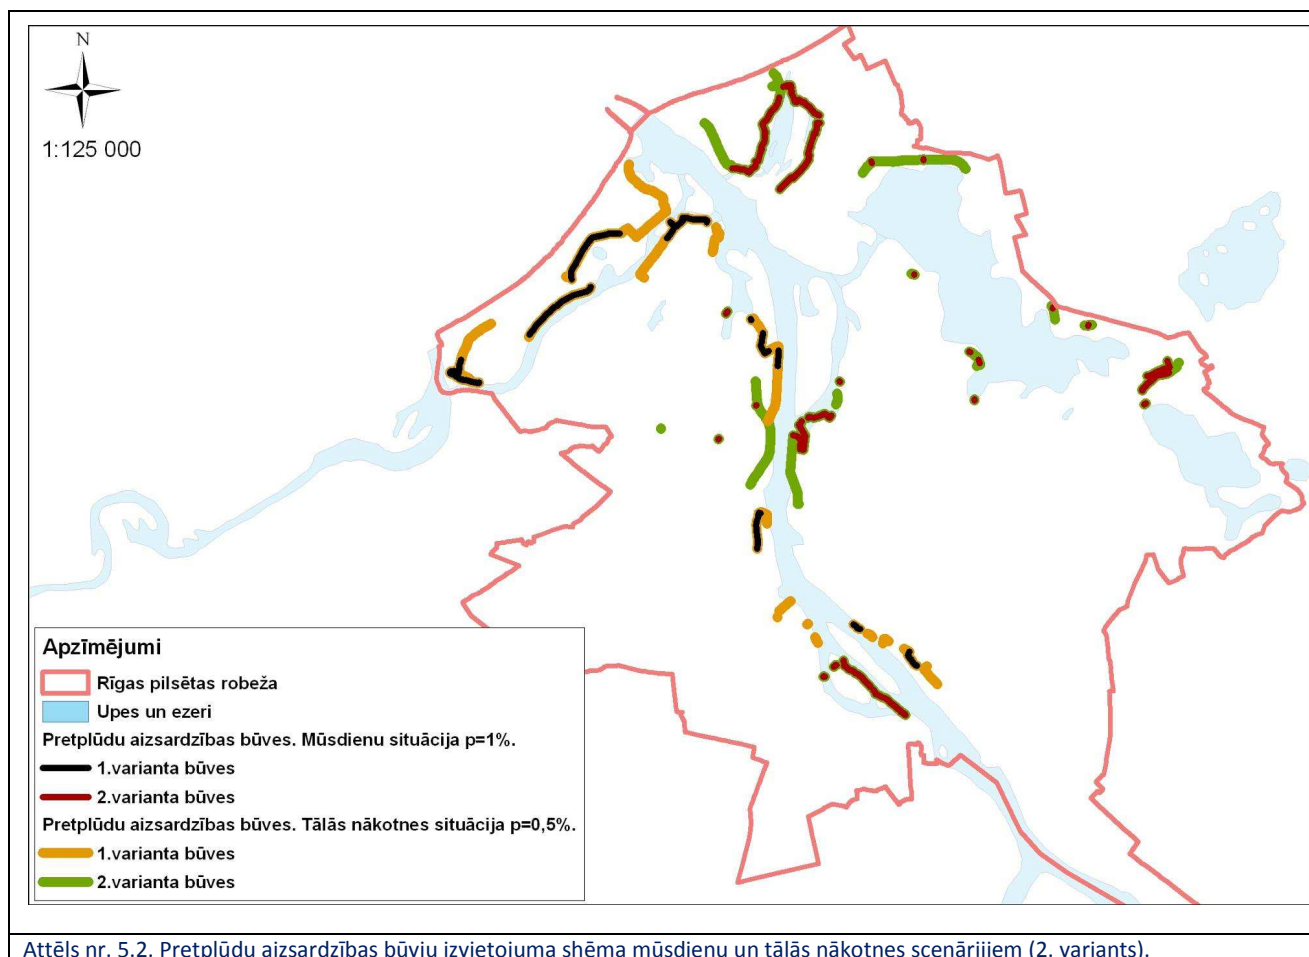 N
1:125 000
Apzīmējumi
Rīgas pilsētas robeža
Upes un ezeri
Pretplūdu aizsardzības būves. Mūsdienu situācija p=1%.
1.varianta būves
2.varianta būves
Pretplūdu aizsardzības būves. Tālās nākotnes situācija p=0,5%.
1.varianta būves
2.varianta būves
Attēls nr. 5.2. Pretplūdu aizsardzības būvju izvietojuma shēma mūsdienu un tālās nākotnes scenārijiem (2. variants).